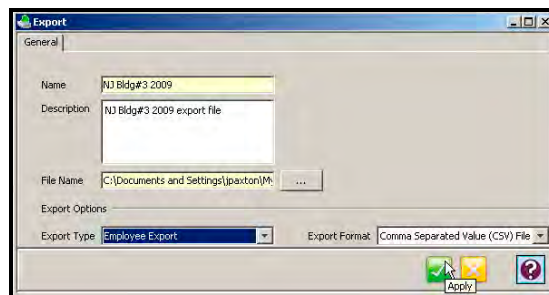 Export
General
Name NJ Bldg#3 2009
Description NJ Bldg#3 2009 export file
File Name C:\Documents and Settings\jpaxton\My ...
Export Options
Export Type Employee Export Export Format Comma Separated Value (CSV) File
Apply